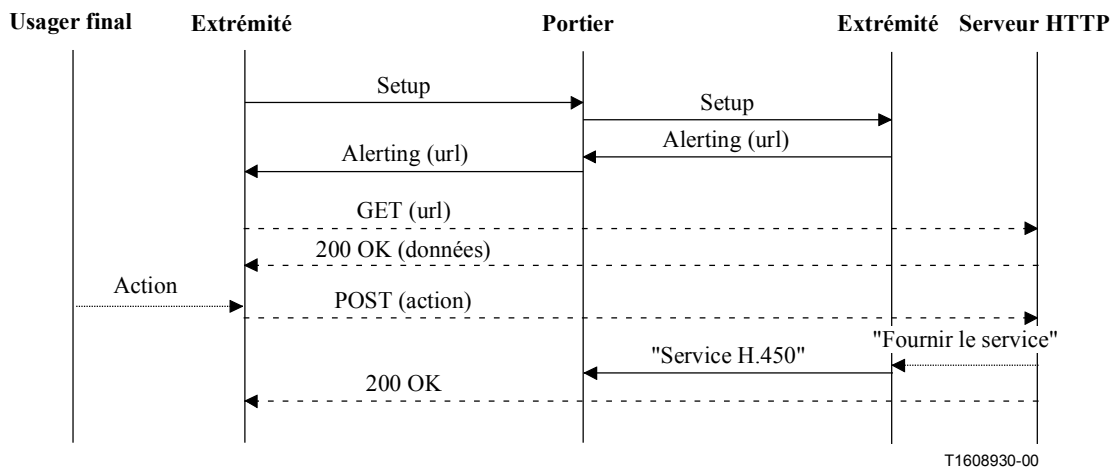 Usager final Extrémité Portier Extrémité Serveur HTTP
Setup
Setup
Alerting (url)
Alerting (url)
GET (url)
200 OK (données)
Action
POST (action)
"Fournir le service"
"Service H.450"
200 OK
T1608930-00